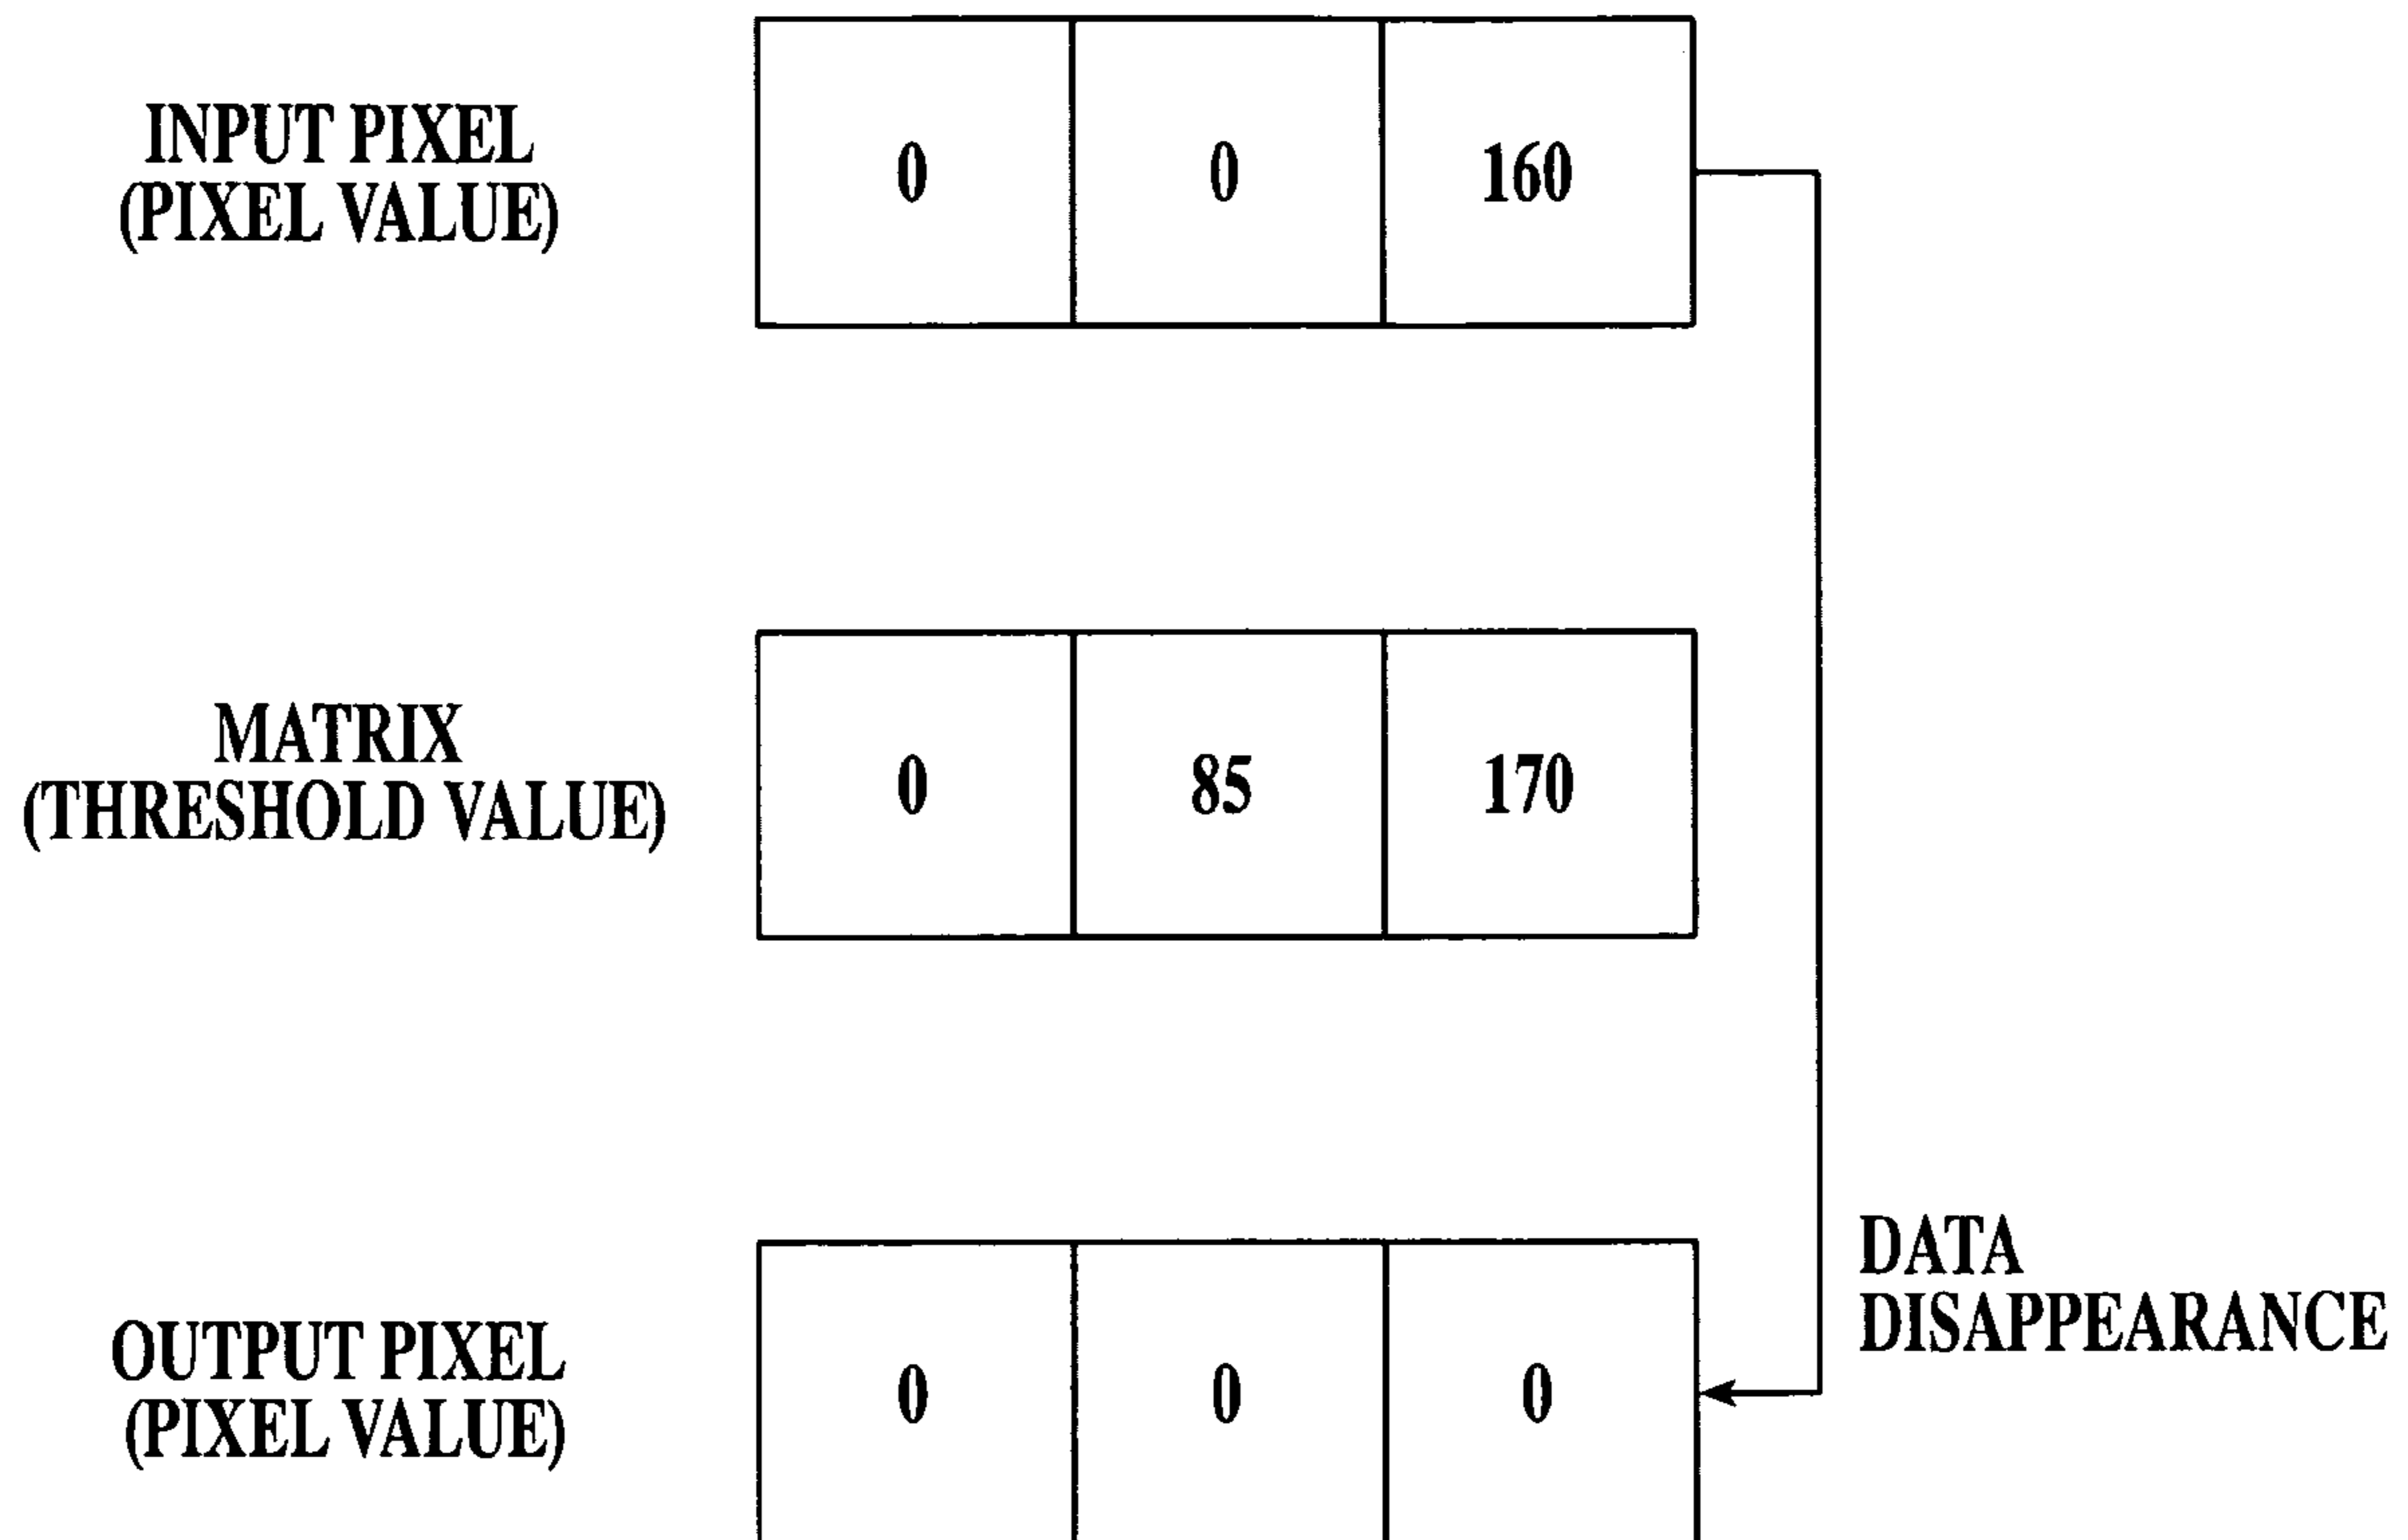 INPUT PIXEL
(PIXEL VALUE)
0 0 160
MATRIX
(THRESHOLD VALUE)
0 85 170
DATA
DISAPPEARANCE
OUTPUT PIXEL
(PIXEL VALUE)
0 0 0